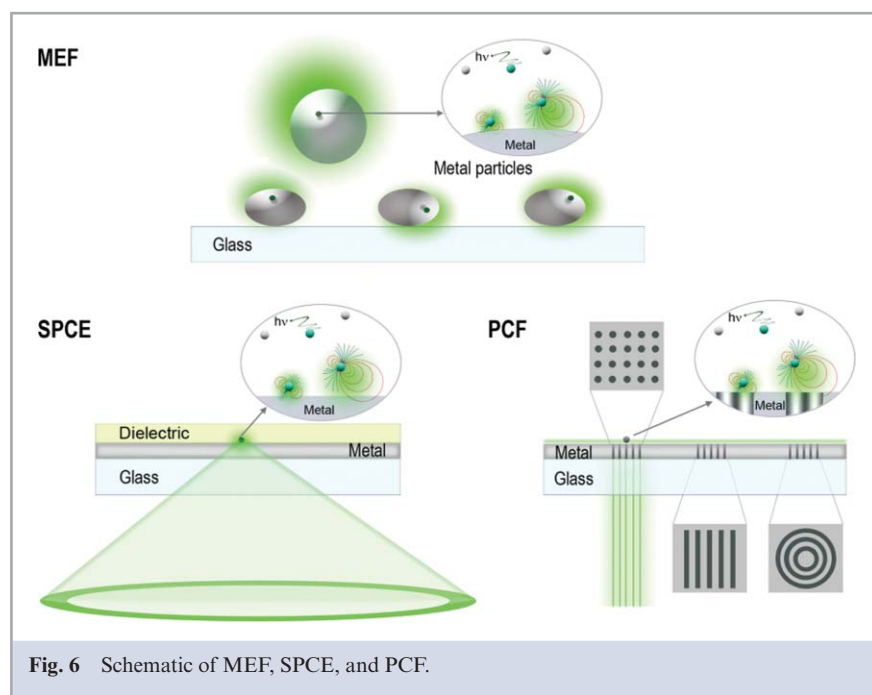 MEF
hν
Metal
Metal particles
Glass
SPCE
hν
Metal
Dielectric
Metal
Glass
PCF
hν
Metal
Metal
Glass
Fig. 6 Schematic of MEF, SPCE, and PCF.